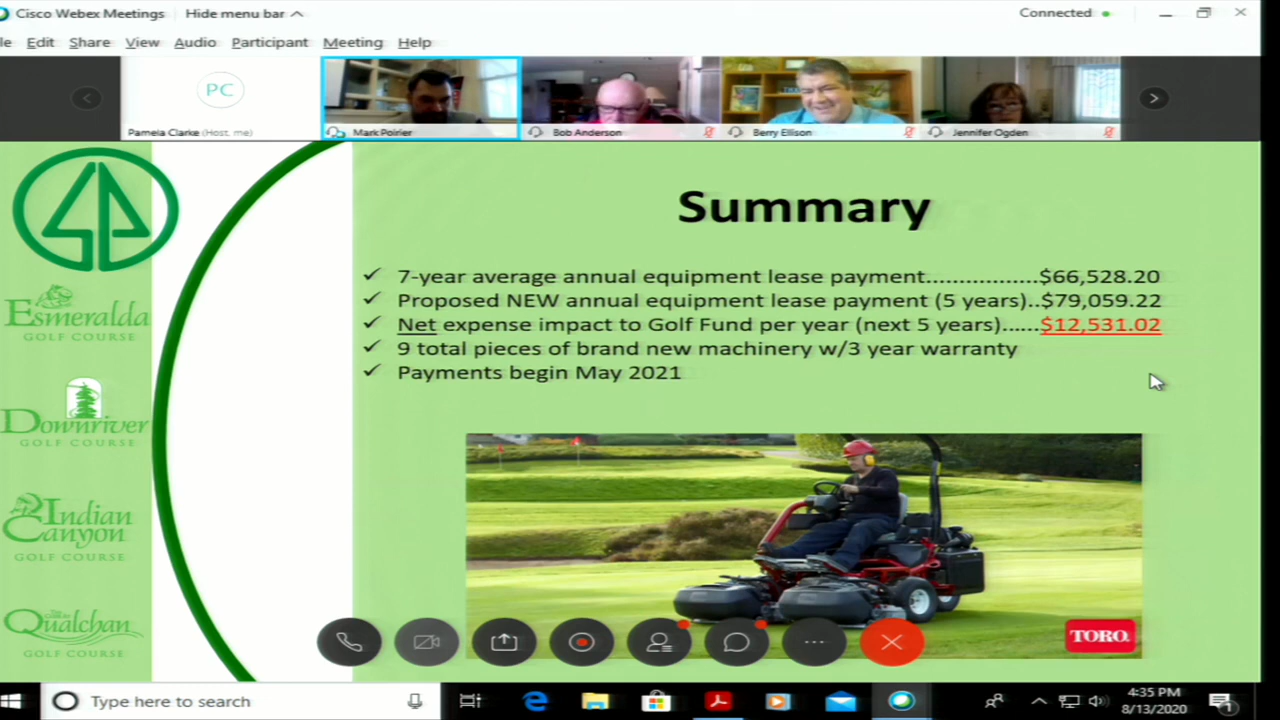 Cisco Webex Meetings
Hide menu bar
Connected
le Edit Share View Audio Participant Meeting Help
PC
Pamela Clarke (Host, me)
Mark Poirier
Bob Anderson
Berry Ellison
Jennifer Ogden
Summary
✓ 7-year average annual equipment lease payment.................$66,528.20
✓ Proposed NEW annual equipment lease payment (5 years)..$79,059.22
✓ Net expense impact to Golf Fund per year (next 5 years)......$12,531.02
✓ 9 total pieces of brand new machinery w/3 year warranty
✓ Payments begin May 2021
Esmeralda
GOLF COURSE
Downriver
GOLF COURSE
Indian
Canyon
GOLF COURSE
Qualchan
GOLF COURSE
TORO
Type here to search
4:35 PM
8/13/2020
1